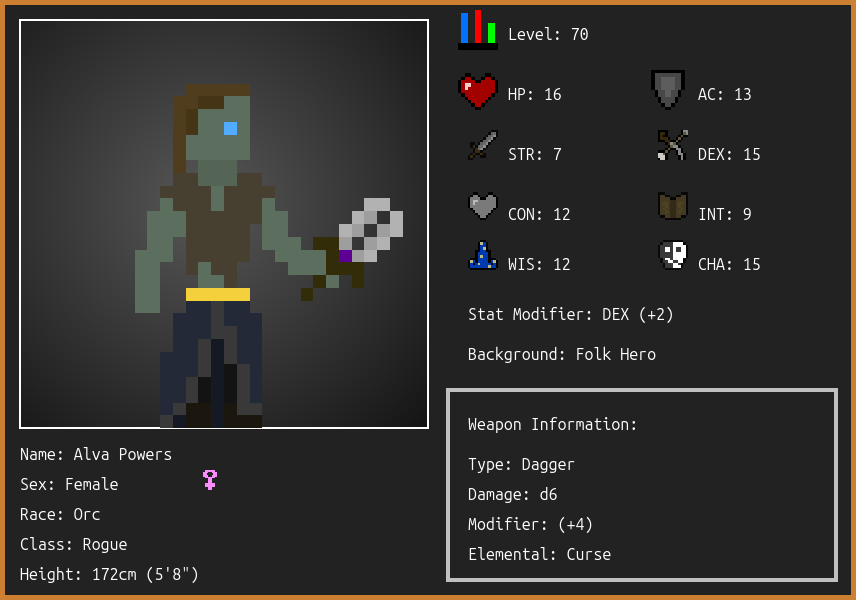 Level: 70
HP: 16
AC: 13
STR: 7
DEX: 15
CON: 12
INT: 9
WIS: 12
CHA: 15
Stat Modifier: DEX (+2)
Background: Folk Hero
Weapon Information:
Type: Dagger
Damage: d6
Modifier: (+4)
Elemental: Curse
Name: Alva Powers
Sex: Female
Race: Orc
Class: Rogue
Height: 172cm (5'8")